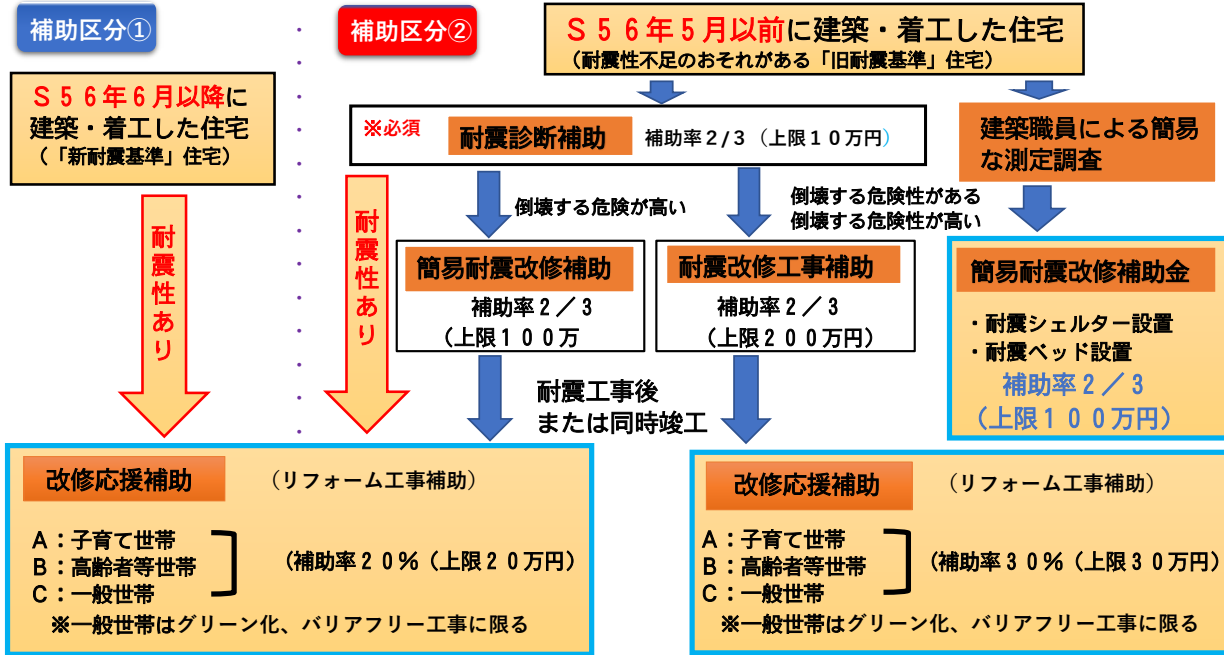 補助区分①
S56年6月以降に
建築・着工した住宅
(「新耐震基準」住宅)
耐震性あり
補助区分②
S56年5月以前に建築・着工した住宅
(耐震性不足のおそれがある「旧耐震基準」住宅)
※必須
耐震診断補助
補助率2/3 (上限10万円)
建築職員による簡易
な測定調査
耐震性あり
倒壊する危険が高い
倒壊する危険性がある
倒壊する危険性が高い
簡易耐震改修補助
補助率2/3
(上限100万
耐震改修工事補助
補助率2/3
(上限200万円)
簡易耐震改修補助金
・耐震シェルター設置
・耐震ベッド設置
補助率2/3
(上限100万円)
耐震工事後
または同時竣工
改修応援補助
(リフォーム工事補助)
A:子育て世帯
B:高齢者等世帯
C:一般世帯
(補助率20%(上限20万円)
※一般世帯はグリーン化、バリアフリー工事に限る
改修応援補助
(リフォーム工事補助)
A:子育て世帯
B:高齢者等世帯
C:一般世帯
(補助率30%(上限30万円)
※一般世帯はグリーン化、バリアフリー工事に限る